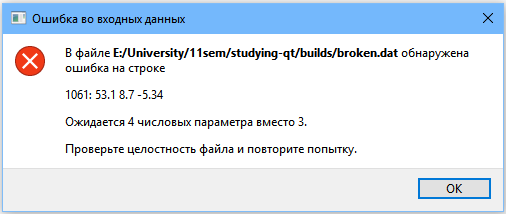 Ошибка во входных данных
В файле E:/University/11sem/studying-qt/builds/broken.dat обнаружена
ошибка на строке
1061: 53.1 8.7 -5.34
Ожидается 4 числовых параметра вместо 3.
Проверьте целостность файла и повторите попытку.
OK